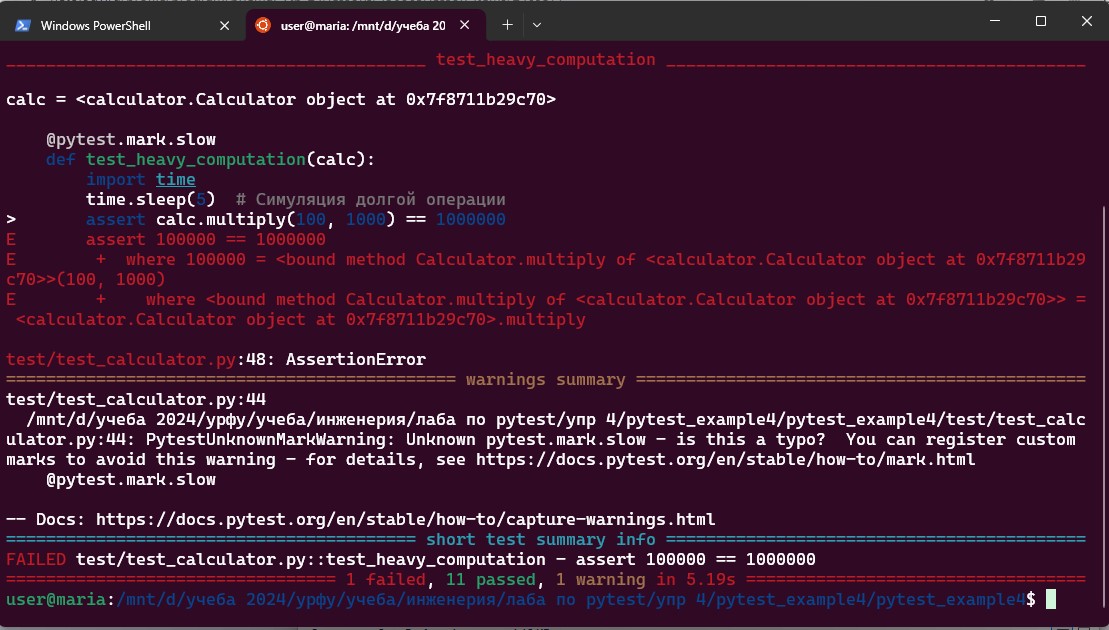 Windows PowerShell
user@maria: /mnt/d/учеба 20
________________________________________ test_heavy_computation ________________________________________
calc = <calculator.Calculator object at 0x7f8711b29c70>
@pytest.mark.slow
def test_heavy_computation(calc):
import time
time.sleep(5)  # Симуляция долгой операции
>       assert calc.multiply(100, 1000) == 1000000
E       assert 100000 == 1000000
E        +  where 100000 = <bound method Calculator.multiply of <calculator.Calculator object at 0x7f8711b29
c70>>(100, 1000)
E        +    where <bound method Calculator.multiply of <calculator.Calculator object at 0x7f8711b29c70>> =
<calculator.Calculator object at 0x7f8711b29c70>.multiply
test/test_calculator.py:48: AssertionError
============================================= warnings summary =============================================
test/test_calculator.py:44
/mnt/d/учеба 2024/урфу/учеба/инженерия/лаба по pytest/упр 4/pytest_example4/pytest_example4/test/test_calc
ulator.py:44: PytestUnknownMarkWarning: Unknown pytest.mark.slow - is this a typo?  You can register custom
marks to avoid this warning - for details, see https://docs.pytest.org/en/stable/how-to/mark.html
@pytest.mark.slow
-- Docs: https://docs.pytest.org/en/stable/how-to/capture-warnings.html
========================================= short test summary info ==========================================
FAILED test/test_calculator.py::test_heavy_computation - assert 100000 == 1000000
================================= 1 failed, 11 passed, 1 warning in 5.19s ==================================
user@maria:/mnt/d/учеба 2024/урфу/учеба/инженерия/лаба по pytest/упр 4/pytest_example4/pytest_example4$